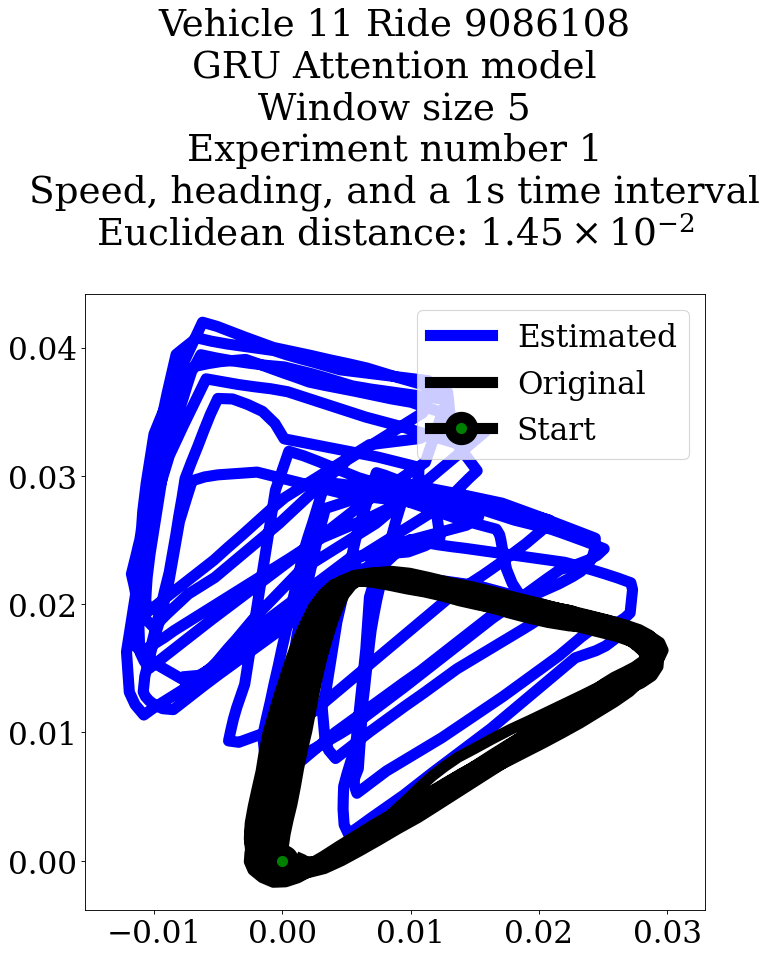 Vehicle 11 Ride 9086108
GRU Attention model
Window size 5
Experiment number 1
Speed, heading, and a 1s time interval
Euclidean distance: 1.45 × 10⁻²
Estimated
Original
Start
0.04
0.03
0.02
0.01
0.00
−0.01 0.00 0.01 0.02 0.03